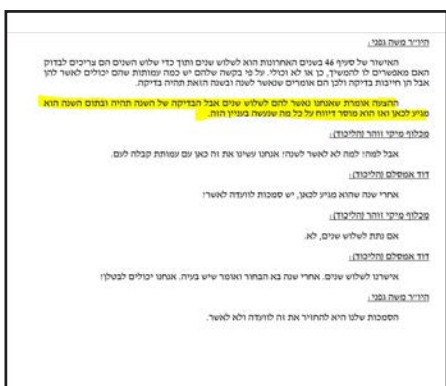 היו"ר משה גפני:
האישור של סעיף 46 בשנים האחרונות הוא לשלוש שנים ותוך כדי שלוש השנים הם צריכים לבדוק
האם מאפשרים לו להמשיך, כן או לא וכולי. על פי בקשה שלהם יש כמה עמותות שהם יכולים לאשר להן
אבל הן חייבות בדיקה ולכן הם אומרים שנאשר לשנה ובשנה הזאת תהיה בדיקה.
ההצעה אומרת שאנחנו נאשר להם לשלוש שנים אבל הבדיקה של השנה תהיה ובתום השנה הוא
מגיע לכאן ואז הוא מוסר דיווח על כל מה שנעשה בעניין הזה.
מכלוף מיקי זוהר (הליכוד):
אבל למה? למה לא לאשר לשנה? אנחנו עשינו את זה כאן עם עמותת קבלה לעם.
דוד אמסלם (הליכוד):
אחרי שנה שהוא מגיע לכאן, יש סמכות לוועדה לאשר?
מכלוף מיקי זוהר (הליכוד):
אם נתת לשלוש שנים, לא.
דוד אמסלם (הליכוד):
אישרנו לשלוש שנים. אחרי שנה בא הבחור ואומר שיש בעיה. אנחנו יכולים לבטל?
היו"ר משה גפני:
הסמכות שלנו היא להחזיר את זה לוועדה ולא לאשר.